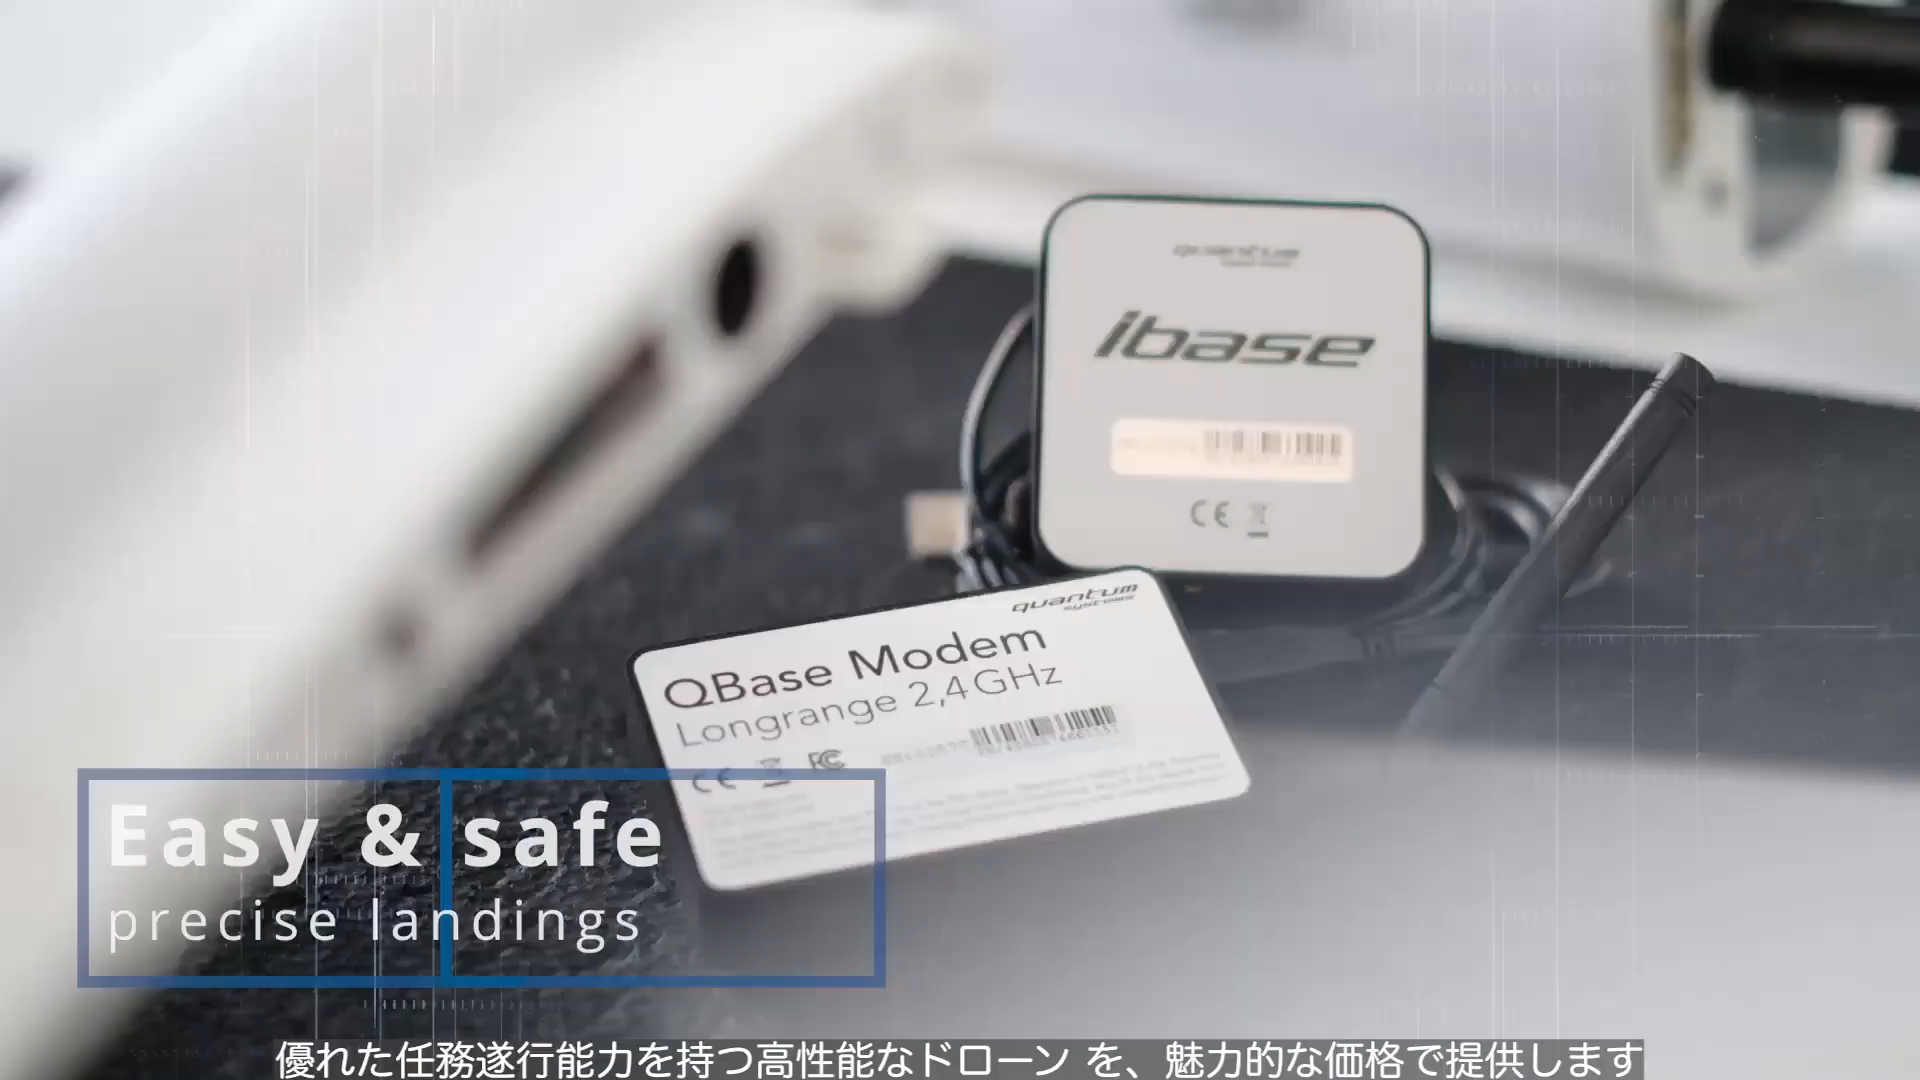 quantum
ibase
CE
quantum
systems
QBase Modem
Longrange 2,4GHz
CE FC
Easy & safe
precise landings
優れた任務遂行能力を持つ高性能なドローン を、魅力的な価格で提供します